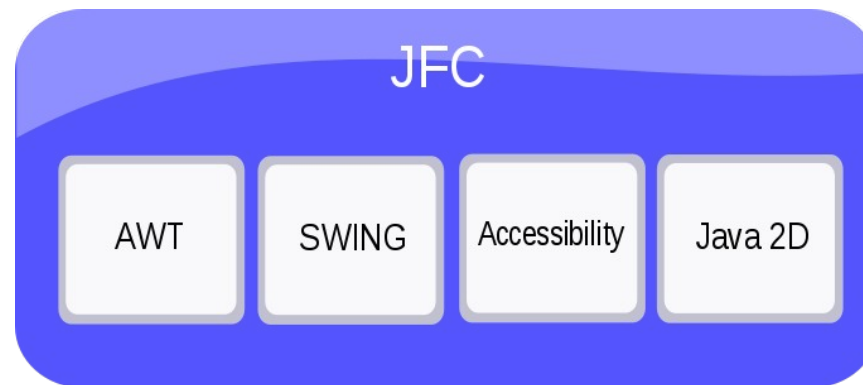 JFC
AWT
SWING
Accessibility
Java 2D